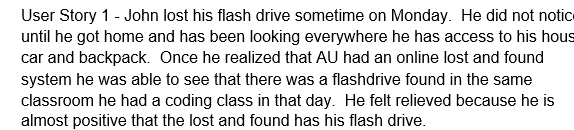 User Story 1 - John lost his flash drive sometime on Monday.  He did not notic
until he got home and has been looking everywhere he has access to his hous
car and backpack.  Once he realized that AU had an online lost and found
system he was able to see that there was a flashdrive found in the same
classroom he had a coding class in that day.  He felt relieved because he is
almost positive that the lost and found has his flash drive.